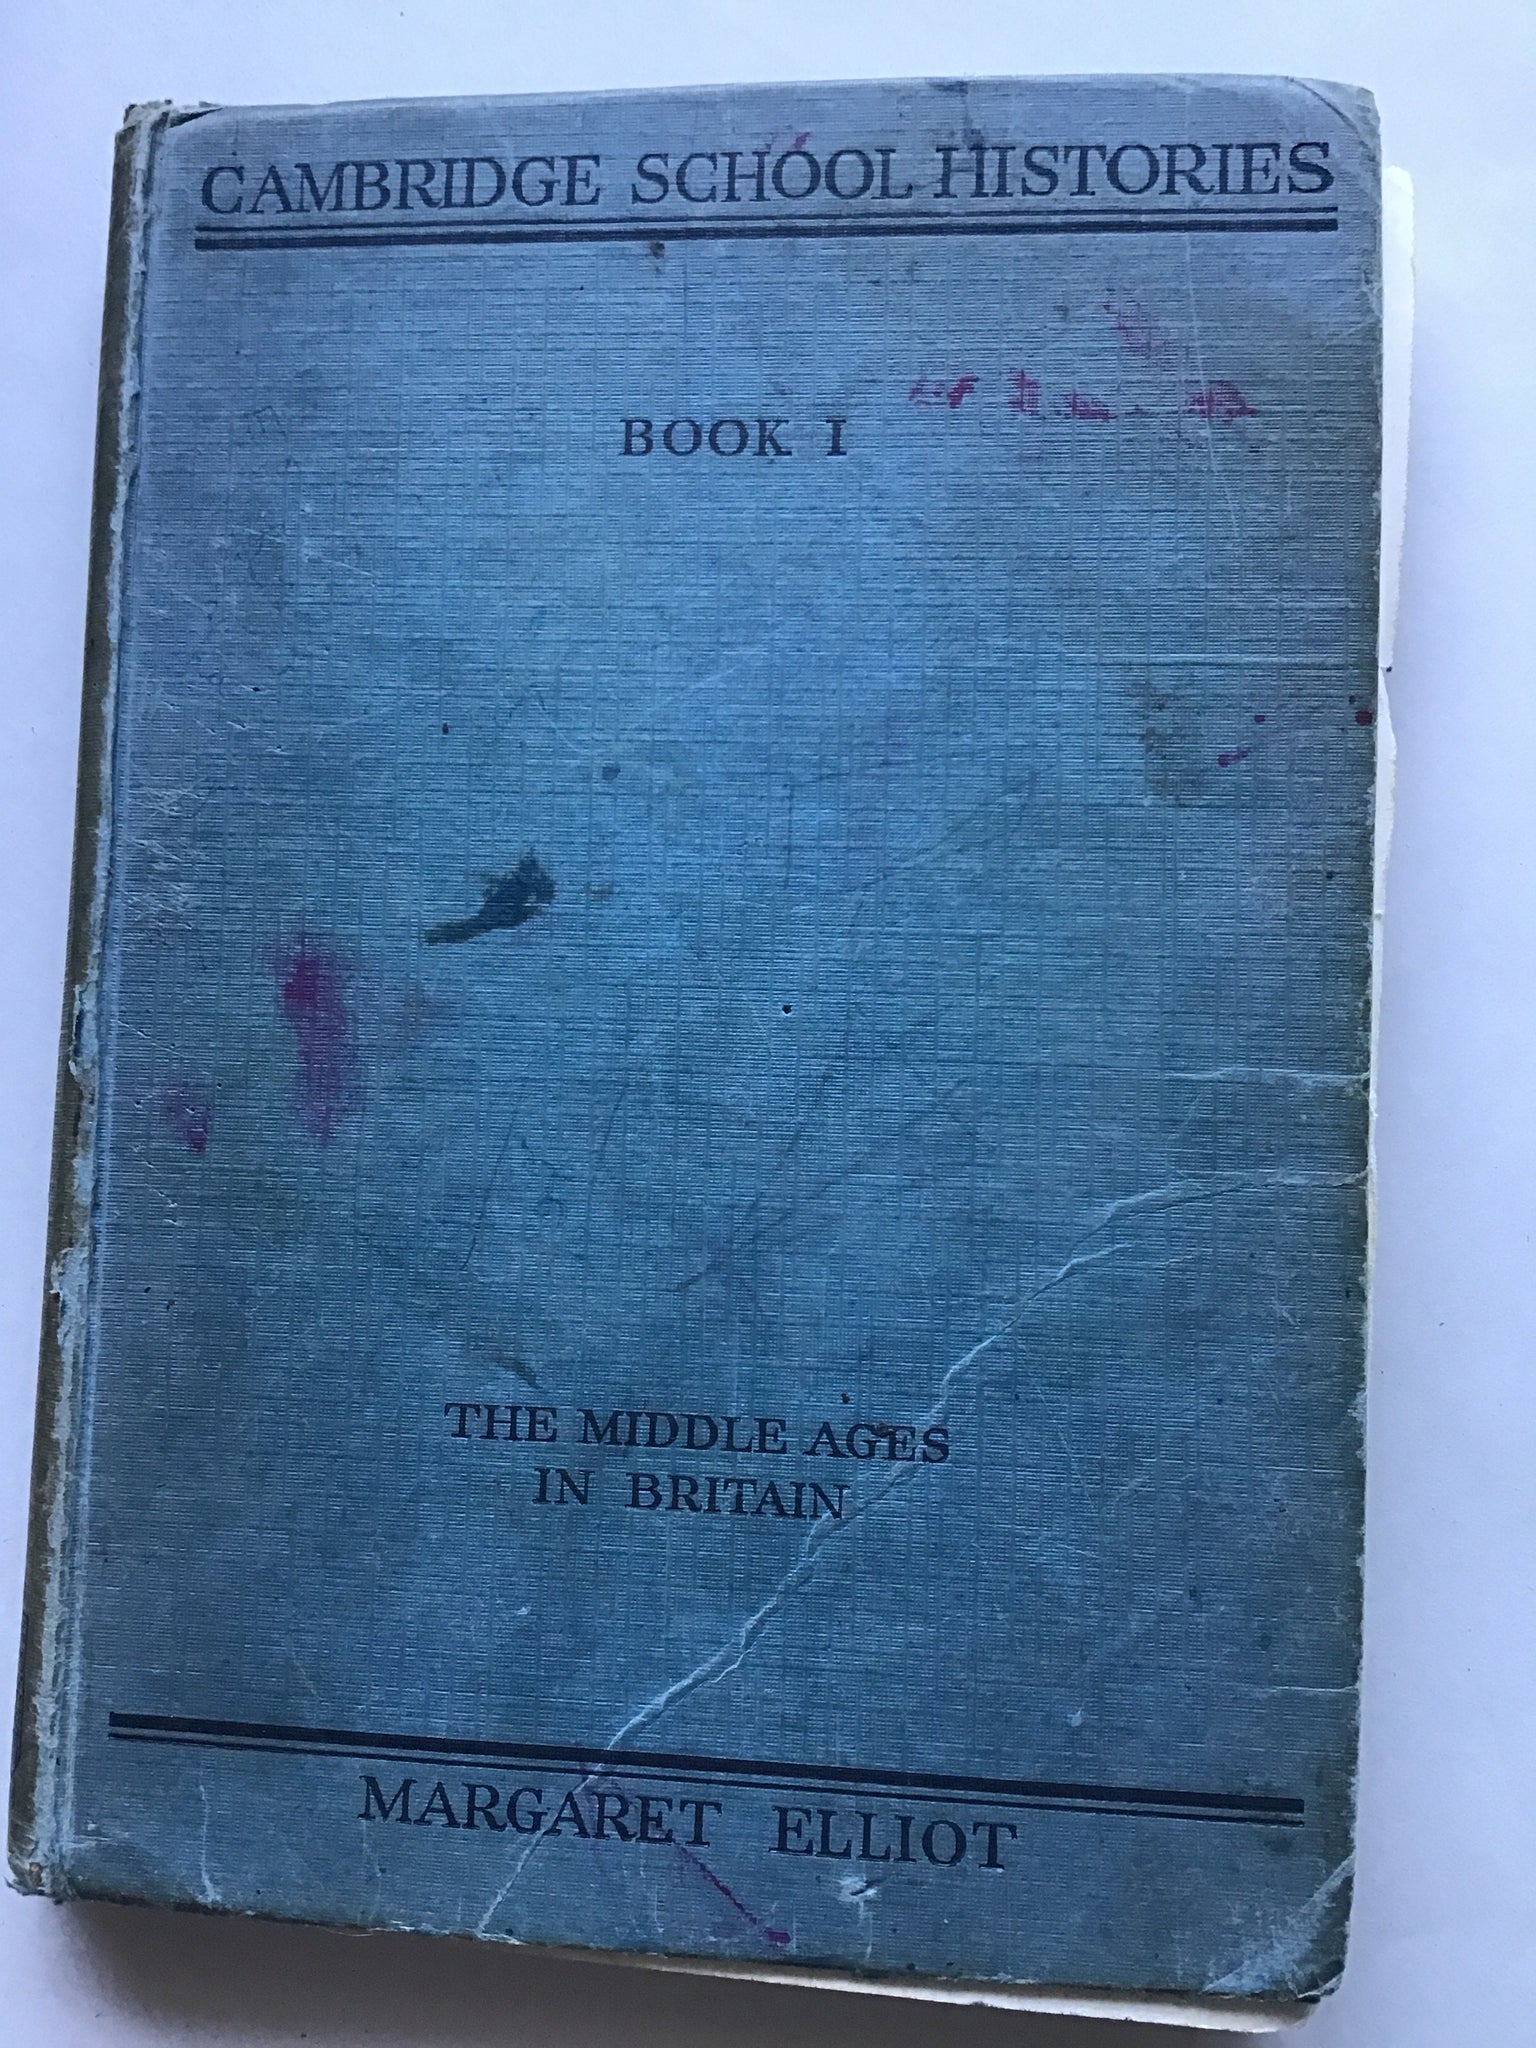 CAMBRIDGE SCHOOL HISTORIES
BOOK I
THE MIDDLE AGES
IN BRITAIN
MARGARET ELLIOT